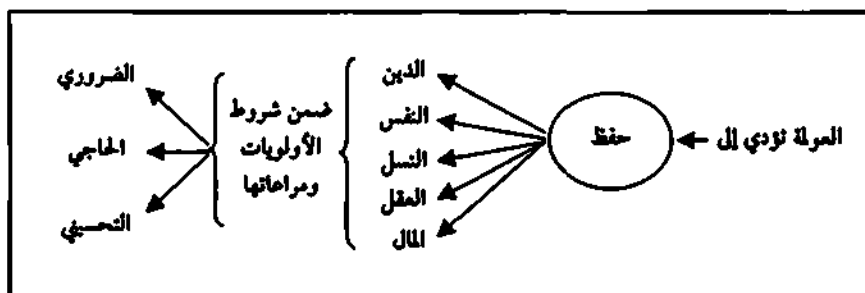 العولمة تؤدي إلى
حفظ
الدين
النفس
النسل
العقل
المال
ضمن شروط
الأولويات
ومراعاتها
الضروري
الحاجي
التحسيني